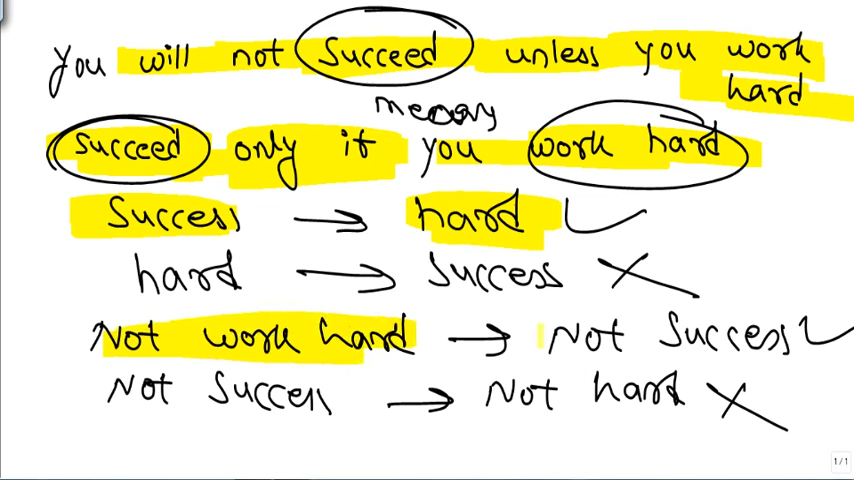 you will not Succeed unless you work
hard
Succeed only if you work hard
Success → hard ✓
hard → Success ✗
Not work hard → Not Success ✓
Not Success → Not hard ✗
1/1